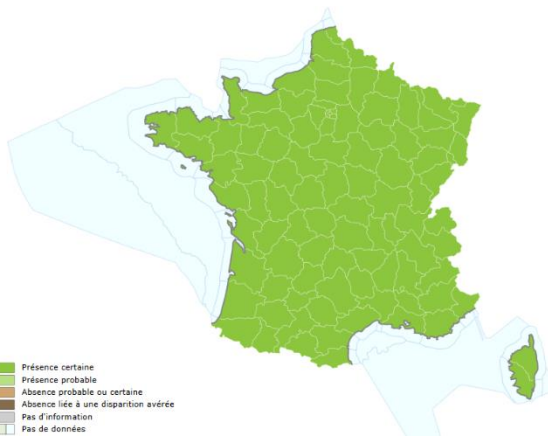 Présence certaine
Présence probable
Absence probable ou certaine
Absence liée à une disparition avérée
Pas d'information
Pas de données